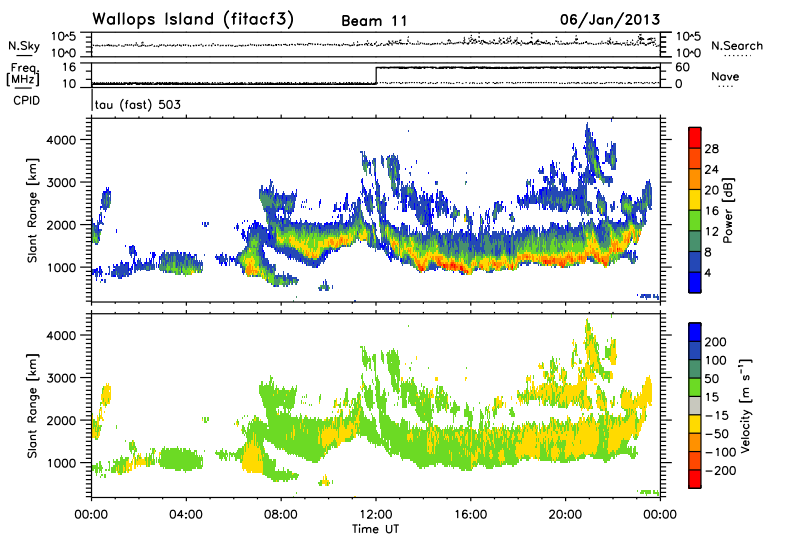 Wallops Island (fitacf3) Beam 11 06/Jan/2013
N.Sky 10^5 10^0 10^5 10^0 N.Search
Freq. [MHz] 16 10 60 0 Nave
CPID tau (fast) 503
Slant Range [km] 4000 3000 2000 1000
Power [dB] 28 24 20 16 12 8 4
Slant Range [km] 4000 3000 2000 1000
Velocity [m s⁻¹] 200 100 50 15 −15 −50 −100 −200
00:00 04:00 08:00 12:00 16:00 20:00 00:00
Time UT